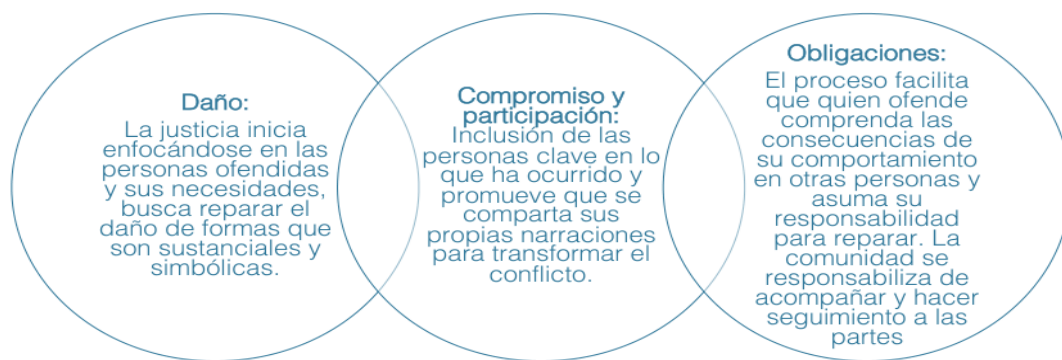 Daño:
La justicia inicia
enfocándose en las
personas ofendidas
y sus necesidades,
busca reparar el
daño de formas que
son sustanciales y
simbólicas.
Compromiso y
participación:
Inclusión de las
personas clave en lo
que ha ocurrido y
promueve que se
comparta sus
propias narraciones
para transformar el
conflicto.
Obligaciones:
El proceso facilita
que quien ofende
comprenda las
consecuencias de
su comportamiento
en otras personas y
asuma su
responsabilidad
para reparar. La
comunidad se
responsabiliza de
acompañar y hacer
seguimiento a las
partes